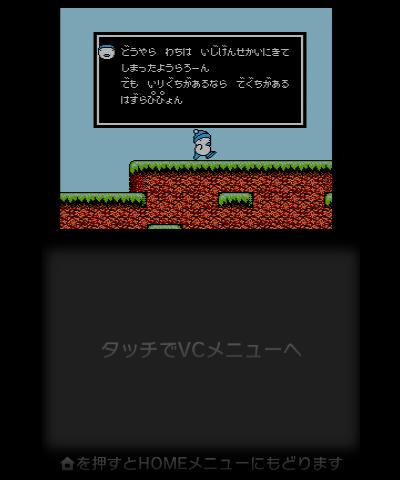 どうやら　わちは　いじげんせかいにきて
しまったようらろーん
でも　いりぐちがあるなら　でぐちがある
はずらぴぴょん
タッチでVCメニューへ
を押すとHOMEメニューにもどります